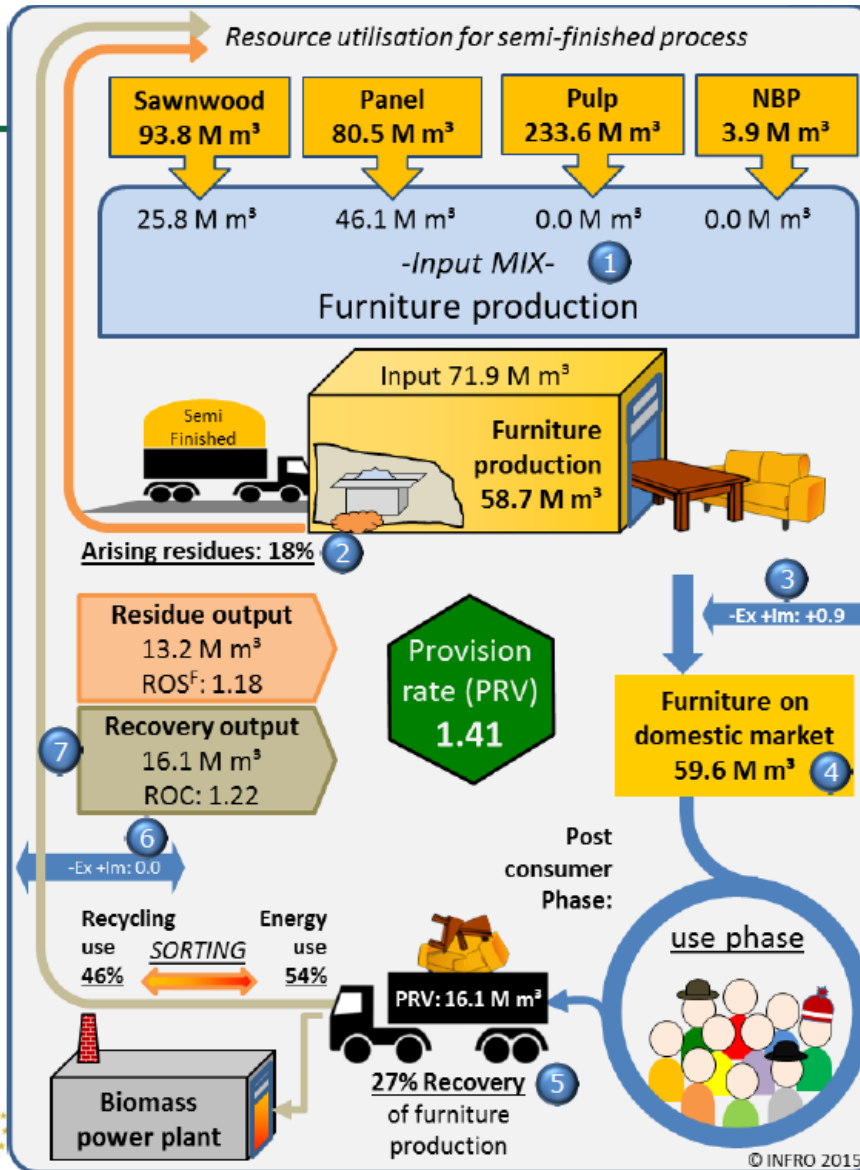 Resource utilisation for semi-finished process
Sawnwood
93.8 M m³
Panel
80.5 M m³
Pulp
233.6 M m³
NBP
3.9 M m³
25.8 M m³
46.1 M m³
0.0 M m³
0.0 M m³
-Input MIX-
1
Furniture production
Input 71.9 M m³
Semi
Finished
Furniture
production
58.7 M m³
Arising residues: 18%
2
3
-Ex +Im: +0.9
Residue output
13.2 M m³
ROSᶠ: 1.18
Provision
rate (PRV)
1.41
Furniture on
domestic market
59.6 M m³
4
7
Recovery output
16.1 M m³
ROC: 1.22
6
-Ex +Im: 0.0
Post
consumer
Phase:
Recycling
use
46%
SORTING
Energy
use
54%
use phase
PRV: 16.1 M m³
27% Recovery
of furniture
production
5
Biomass
power plant
© INFRO 2015